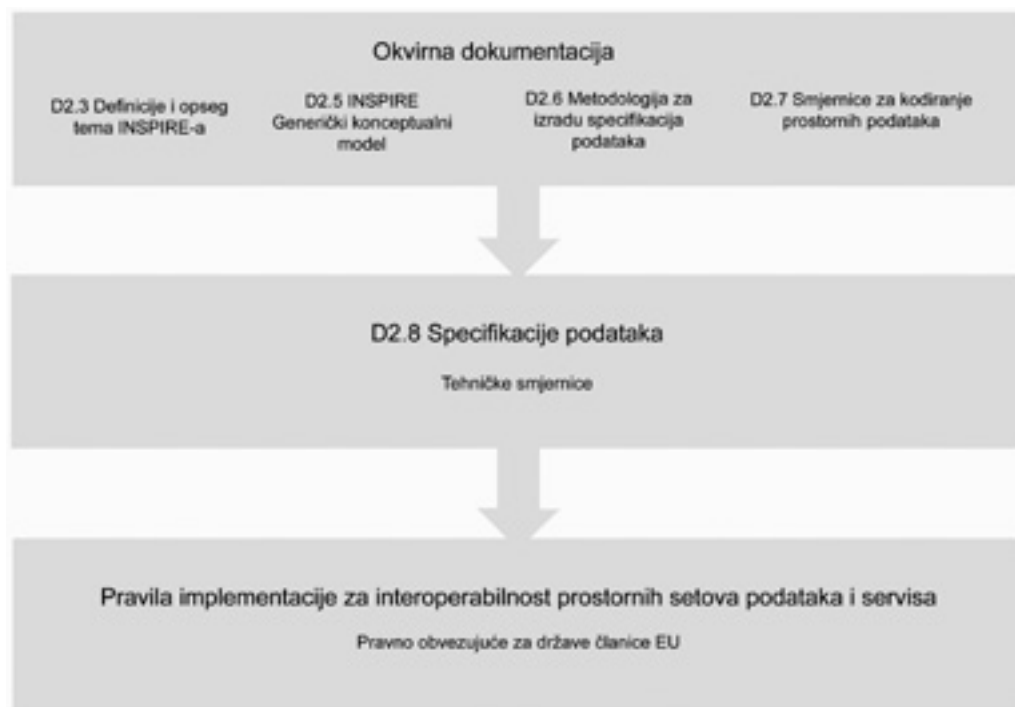 Okvirna dokumentacija
D2.3 Definicije i opseg
tema INSPIRE-a
D2.5 INSPIRE
Generički konceptualni
model
D2.6 Metodologija za
izradu specifikacija
podataka
D2.7 Smjernice za kodiranje
prostornih podataka
D2.8 Specifikacije podataka
Tehničke smjernice
Pravila implementacije za interoperabilnost prostornih setova podataka i servisa
Pravno obvezujuće za države članice EU